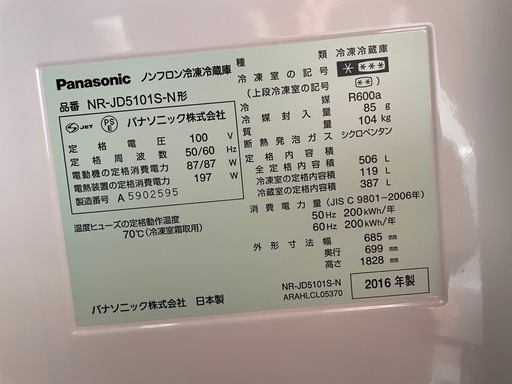 Panasonic ノンフロン冷凍冷蔵庫
品番 NR-JD5101S-N形
JET PSE パナソニック株式会社
定格電圧 100 V
定格周波数 50/60 Hz
電動機の定格消費電力 87/87 W
電熱装置の定格消費電力 197 W
製造番号 A 5902595
温度ヒューズの定格動作温度
70℃(冷凍室霜取用)
パナソニック株式会社 日本製
種類 冷凍冷蔵庫
冷凍室の記号 ****
(上段冷凍室の記号) (**)
冷媒 R600a
冷媒封入量 85 g
質量 104 kg
断熱発泡ガス シクロペンタン
定格内容積
全定格内容積 506 L
冷凍室の定格内容積 119 L
冷蔵室の定格内容積 387 L
消費電力量(JIS C 9801-2006年)
50Hz 200kWh/年
60Hz 200kWh/年
外形寸法 幅 685 mm
奥行 699 mm
高さ 1828 mm
NR-JD5101S-N
ARAHLCL05370
2016年製